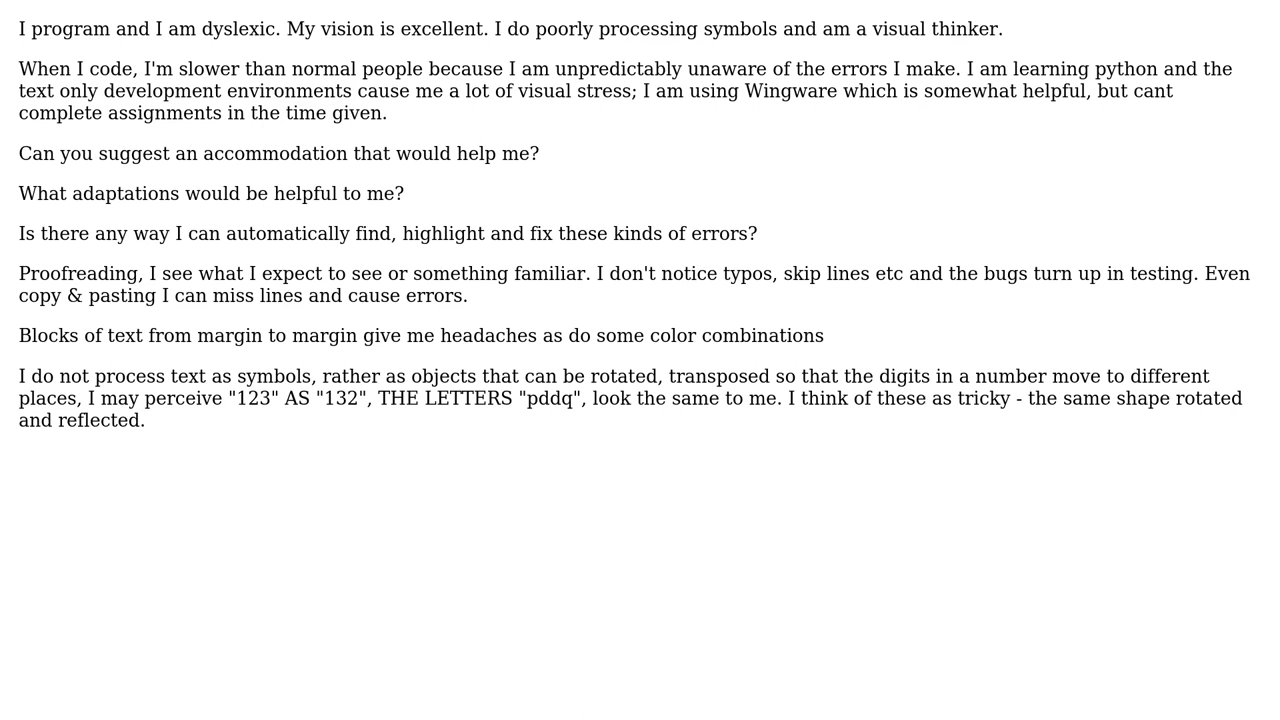 I program and I am dyslexic. My vision is excellent. I do poorly processing symbols and am a visual thinker.
When I code, I'm slower than normal people because I am unpredictably unaware of the errors I make. I am learning python and the
text only development environments cause me a lot of visual stress; I am using Wingware which is somewhat helpful, but cant
complete assignments in the time given.
Can you suggest an accommodation that would help me?
What adaptations would be helpful to me?
Is there any way I can automatically find, highlight and fix these kinds of errors?
Proofreading, I see what I expect to see or something familiar. I don't notice typos, skip lines etc and the bugs turn up in testing. Even
copy & pasting I can miss lines and cause errors.
Blocks of text from margin to margin give me headaches as do some color combinations
I do not process text as symbols, rather as objects that can be rotated, transposed so that the digits in a number move to different
places, I may perceive "123" AS "132", THE LETTERS "pddq", look the same to me. I think of these as tricky - the same shape rotated
and reflected.